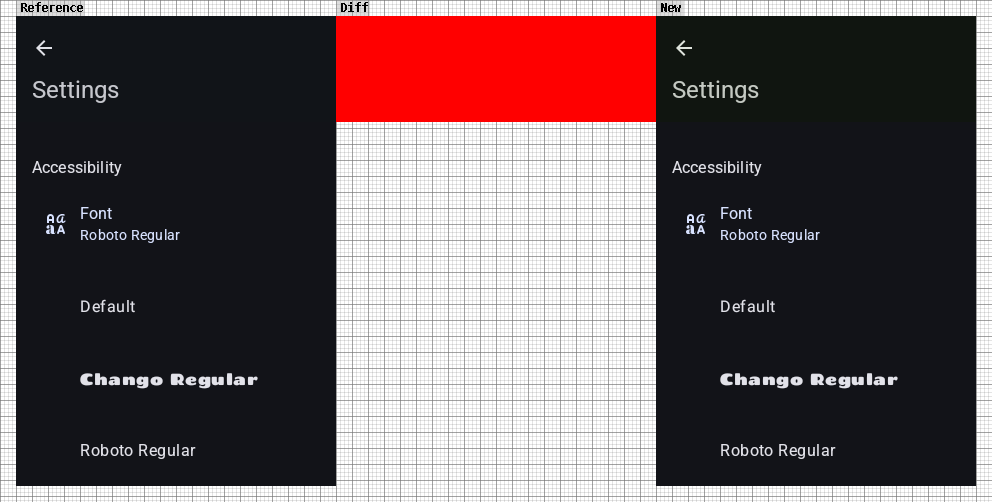 Reference
Diff
New
Settings
Accessibility
Font
Roboto Regular
Default
Chango Regular
Roboto Regular
Settings
Accessibility
Font
Roboto Regular
Default
Chango Regular
Roboto Regular